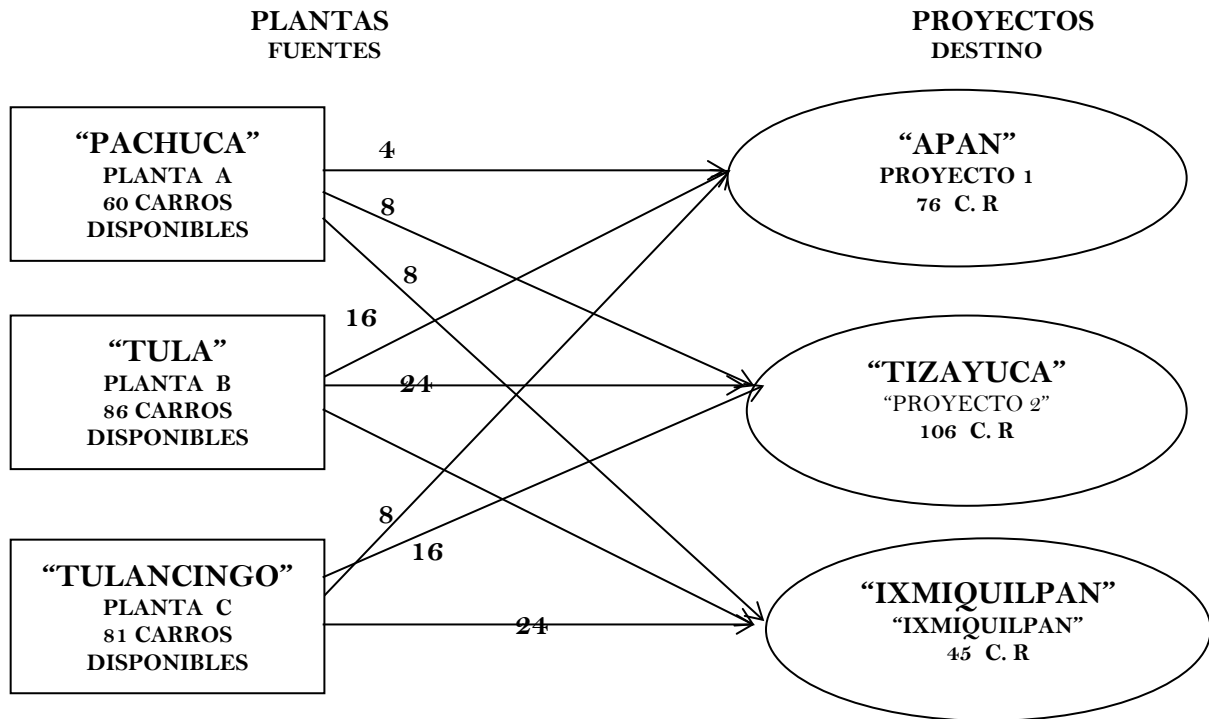 PLANTAS
FUENTES
PROYECTOS
DESTINO
“PACHUCA”
PLANTA A
60 CARROS
DISPONIBLES
4
8
8
“APAN”
PROYECTO 1
76 C. R
“TULA”
PLANTA B
86 CARROS
DISPONIBLES
16
24
“TIZAYUCA”
“PROYECTO 2”
106 C. R
“TULANCINGO”
PLANTA C
81 CARROS
DISPONIBLES
8
16
24
“IXMIQUILPAN”
“IXMIQUILPAN”
45 C. R